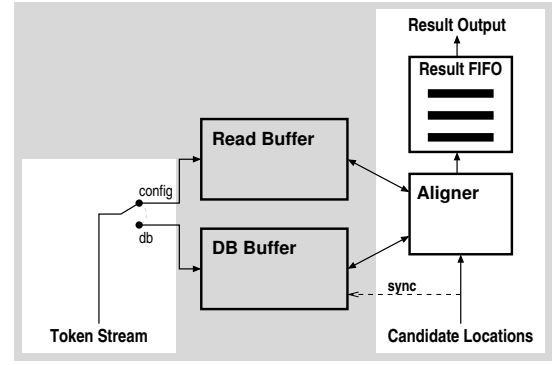 Result Output
Result FIFO
Read Buffer
config
Aligner
db
DB Buffer
sync
Token Stream
Candidate Locations